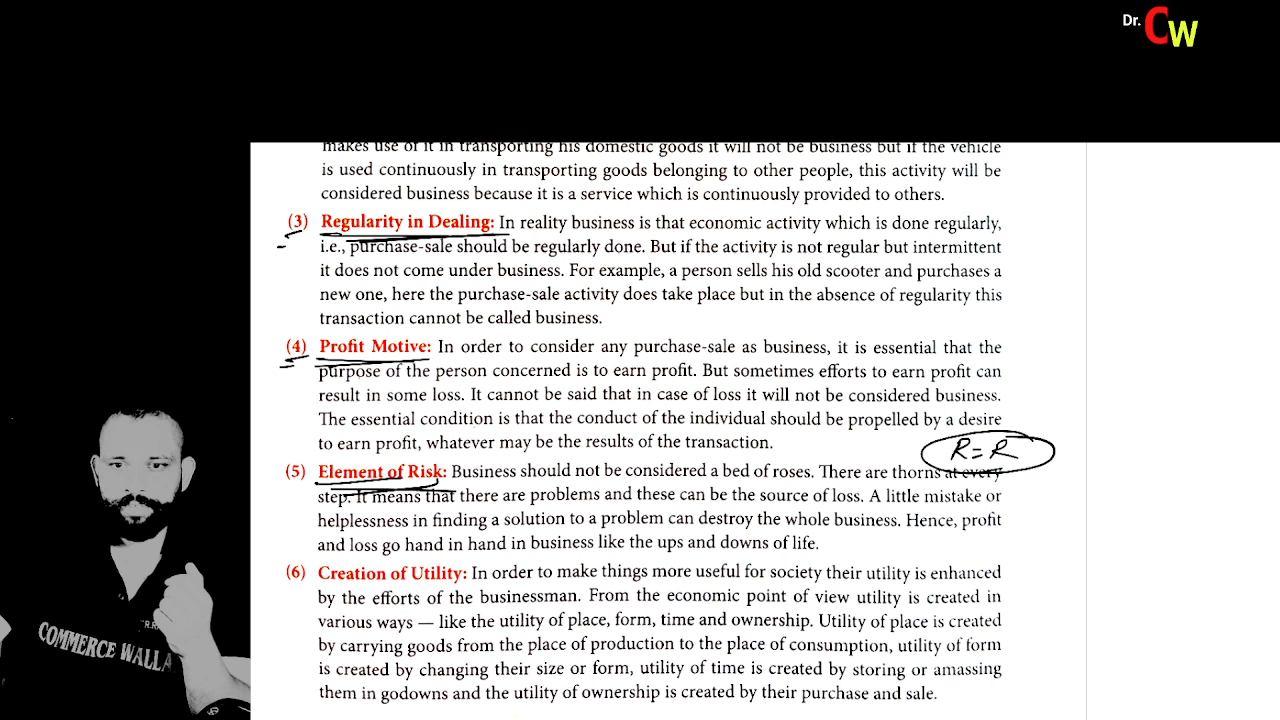 Dr. CW
makes use of it in transporting his domestic goods it will not be business but if the vehicle
is used continuously in transporting goods belonging to other people, this activity will be
considered business because it is a service which is continuously provided to others.
(3) Regularity in Dealing: In reality business is that economic activity which is done regularly,
i.e., purchase-sale should be regularly done. But if the activity is not regular but intermittent
it does not come under business. For example, a person sells his old scooter and purchases a
new one, here the purchase-sale activity does take place but in the absence of regularity this
transaction cannot be called business.
(4) Profit Motive: In order to consider any purchase-sale as business, it is essential that the
purpose of the person concerned is to earn profit. But sometimes efforts to earn profit can
result in some loss. It cannot be said that in case of loss it will not be considered business.
The essential condition is that the conduct of the individual should be propelled by a desire
to earn profit, whatever may be the results of the transaction.
R=R
(5) Element of Risk: Business should not be considered a bed of roses. There are thorns at every
step. It means that there are problems and these can be the source of loss. A little mistake or
helplessness in finding a solution to a problem can destroy the whole business. Hence, profit
and loss go hand in hand in business like the ups and downs of life.
(6) Creation of Utility: In order to make things more useful for society their utility is enhanced
by the efforts of the businessman. From the economic point of view utility is created in
various ways — like the utility of place, form, time and ownership. Utility of place is created
by carrying goods from the place of production to the place of consumption, utility of form
is created by changing their size or form, utility of time is created by storing or amassing
them in godowns and the utility of ownership is created by their purchase and sale.
COMMERCE WALLA